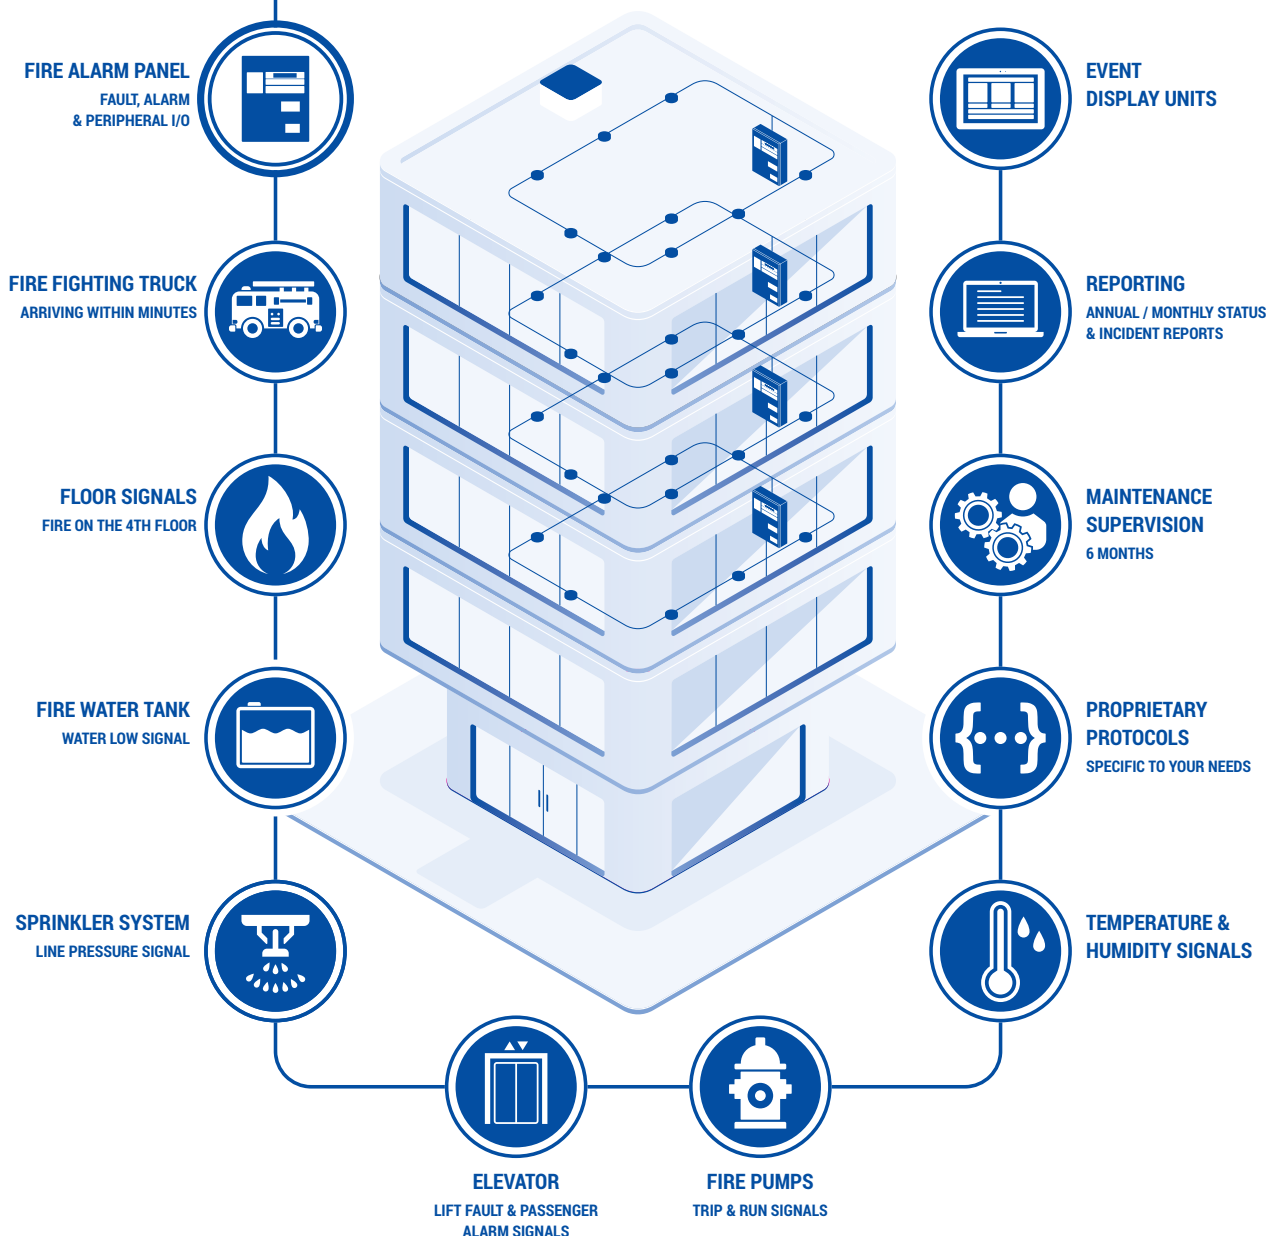 FIRE ALARM PANEL
FAULT, ALARM
& PERIPHERAL I/O
FIRE FIGHTING TRUCK
ARRIVING WITHIN MINUTES
FLOOR SIGNALS
FIRE ON THE 4TH FLOOR
FIRE WATER TANK
WATER LOW SIGNAL
SPRINKLER SYSTEM
LINE PRESSURE SIGNAL
ELEVATOR
LIFT FAULT & PASSENGER
ALARM SIGNALS
FIRE PUMPS
TRIP & RUN SIGNALS
EVENT
DISPLAY UNITS
REPORTING
ANNUAL / MONTHLY STATUS
& INCIDENT REPORTS
MAINTENANCE
SUPERVISION
6 MONTHS
PROPRIETARY
PROTOCOLS
SPECIFIC TO YOUR NEEDS
TEMPERATURE &
HUMIDITY SIGNALS